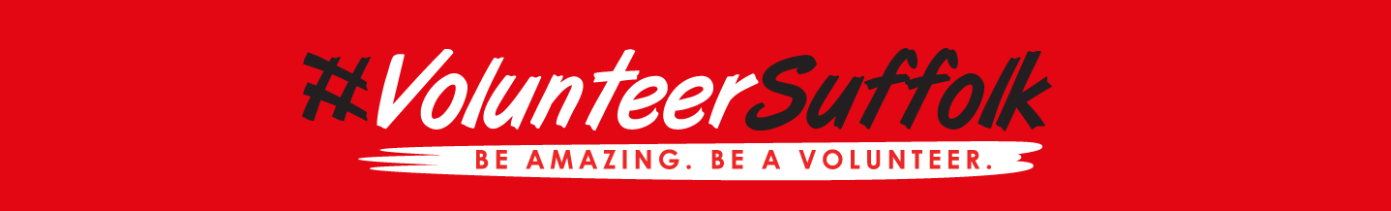 #VolunteerSuffolk
BE AMAZING. BE A VOLUNTEER.